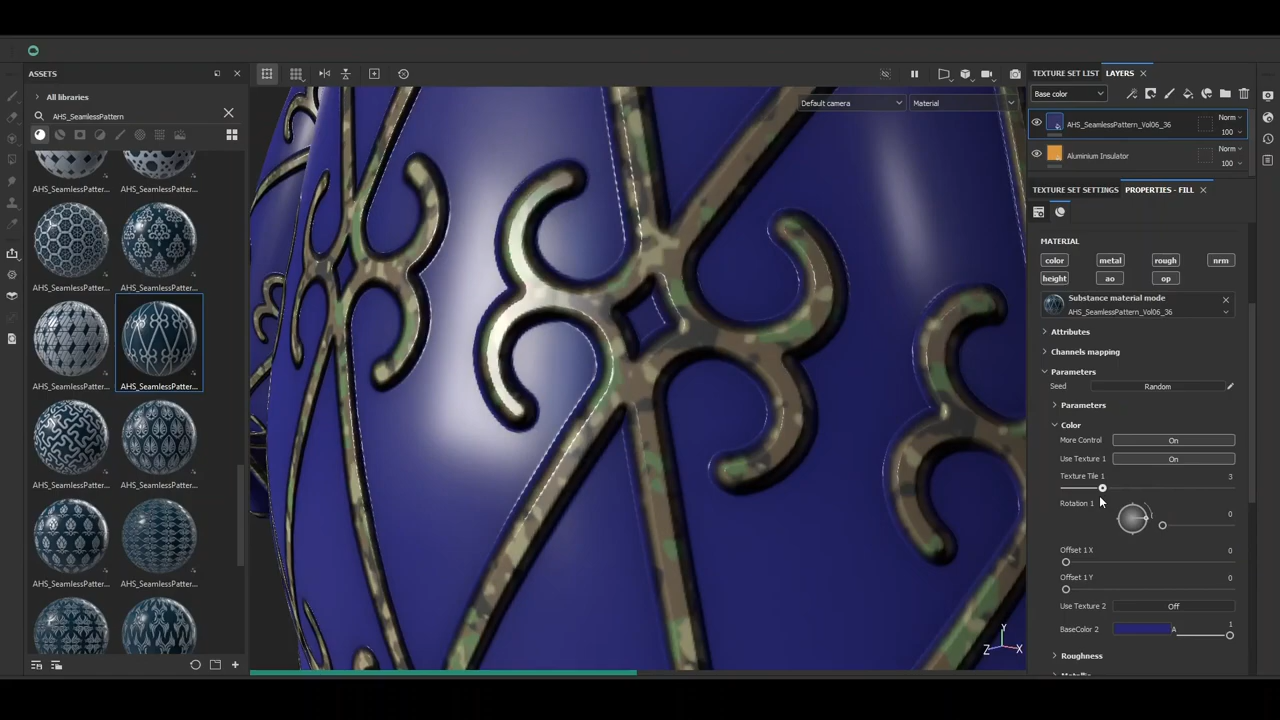 ASSETS
All libraries
AHS_SeamlessPattern
AHS_SeamlessPatter...
AHS_SeamlessPatter...
AHS_SeamlessPatter...
AHS_SeamlessPatter...
AHS_SeamlessPatter...
AHS_SeamlessPatter...
AHS_SeamlessPatter...
AHS_SeamlessPatter...
AHS_SeamlessPatter...
AHS_SeamlessPatter...
Default camera
Material
Y
Z
X
TEXTURE SET LIST
LAYERS
Base color
AHS_SeamlessPattern_Vol06_36
Norm
100
Aluminium Insulator
Norm
100
TEXTURE SET SETTINGS
PROPERTIES - FILL
MATERIAL
color
metal
rough
nrm
height
ao
op
Substance material mode
AHS_SeamlessPattern_Vol06_36
Attributes
Channels mapping
Parameters
Seed
Random
Parameters
Color
More Control
On
Use Texture 1
On
Texture Tile 1
3
Rotation 1
0
Offset 1 X
0
Offset 1 Y
0
Use Texture 2
Off
BaseColor 2
A
1
Roughness